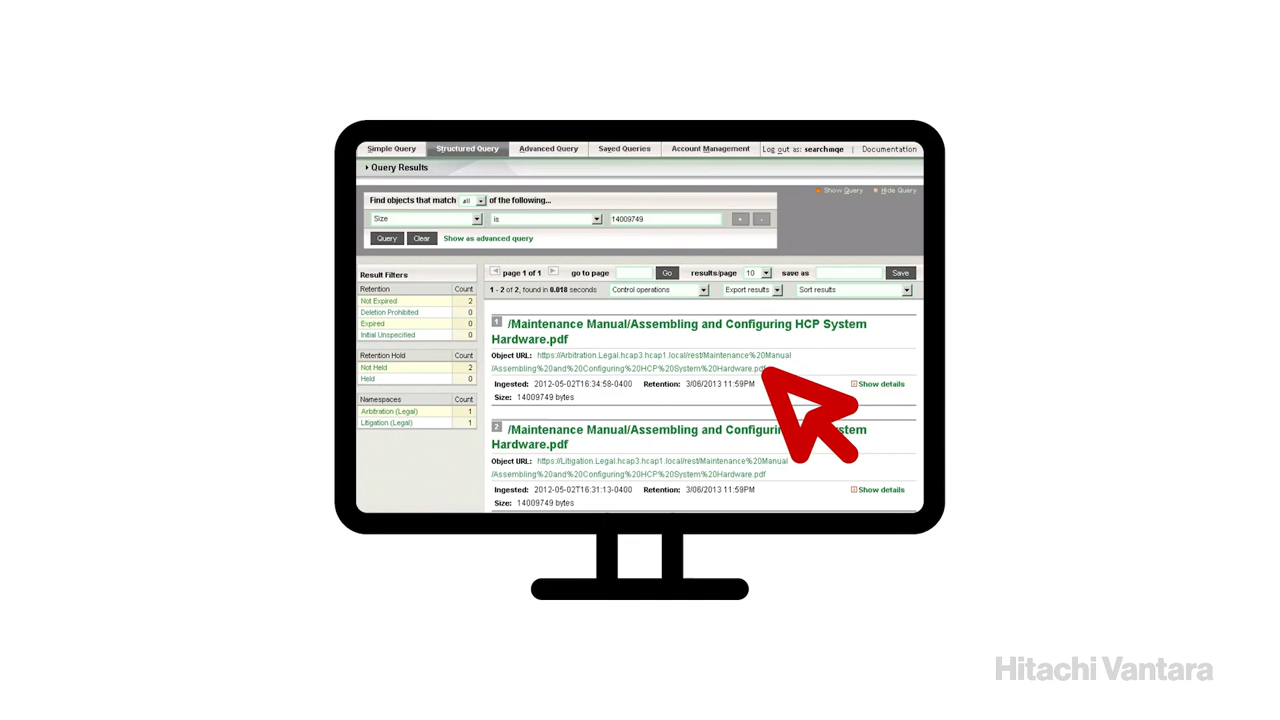 Simple Query Structured Query Advanced Query Saved Queries Account Management Log out as: searchmqe | Documentation
Query Results
Show Query Hide Query
Find objects that match all of the following...
Size is 14009749 + -
Query Clear Show as advanced query
Result Filters
Retention Count
Not Expired 2
Deletion Prohibited 0
Expired 0
Initial Unspecified 0
Retention Hold Count
Not Held 2
Held 0
Namespaces Count
Arbitration (Legal) 1
Litigation (Legal) 1
page 1 of 1 go to page Go results/page 10 save as Save
1 - 2 of 2, found in 0.018 seconds Control operations Export results Sort results
1 /Maintenance Manual/Assembling and Configuring HCP System
Hardware.pdf
Object URL: https://Arbitration.Legal.hcap3.hcap1.local/rest/Maintenance%20Manual
/Assembling%20and%20Configuring%20HCP%20System%20Hardware.pdf
Ingested: 2012-05-02T16:34:58-0400 Retention: 3/06/2013 11:59PM Show details
Size: 14009749 bytes
2 /Maintenance Manual/Assembling and
Hardware.pdf
Object URL: https://Litigation.Legal.hcap3.hcap1.local/rest/Maintenance%20Manual
/Assembling%20and%20Configuring%20HCP%20System%20Hardware.pdf
Ingested: 2012-05-02T16:31:13-0400 Retention: 3/06/2013 11:59PM Show details
Size: 14009749 bytes
Hitachi Vantara